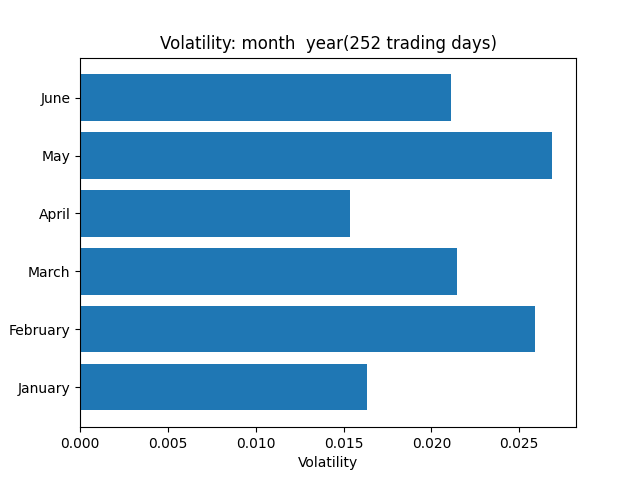 Volatility: month  year(252 trading days)
June
May
April
March
February
January
0.000 0.005 0.010 0.015 0.020 0.025
Volatility